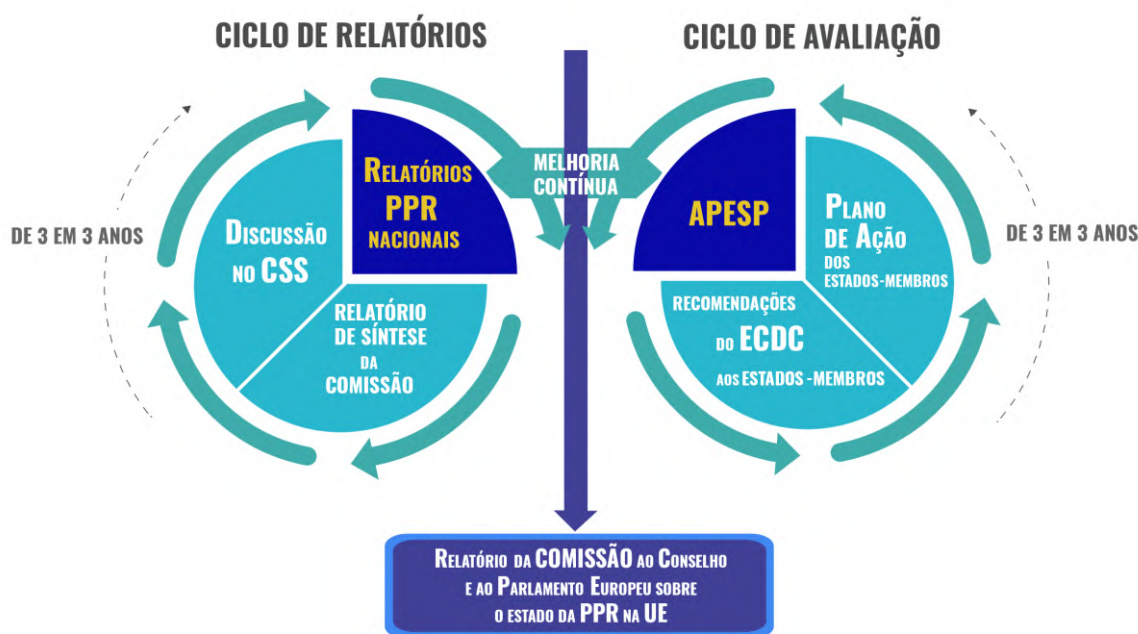 CICLO DE RELATÓRIOS
CICLO DE AVALIAÇÃO
RELATÓRIOS
PPR
NACIONAIS
DISCUSSÃO
NO CSS
RELATÓRIO
DE SÍNTESE
DA
COMISSÃO
DE 3 EM 3 ANOS
MELHORIA
CONTÍNUA
APESP
PLANO
DE AÇÃO
DOS
ESTADOS-MEMBROS
RECOMENDAÇÕES
DO ECDC
AOS ESTADOS-MEMBROS
DE 3 EM 3 ANOS
RELATÓRIO DA COMISSÃO AO CONSELHO
E AO PARLAMENTO EUROPEU SOBRE
O ESTADO DA PPR NA UE